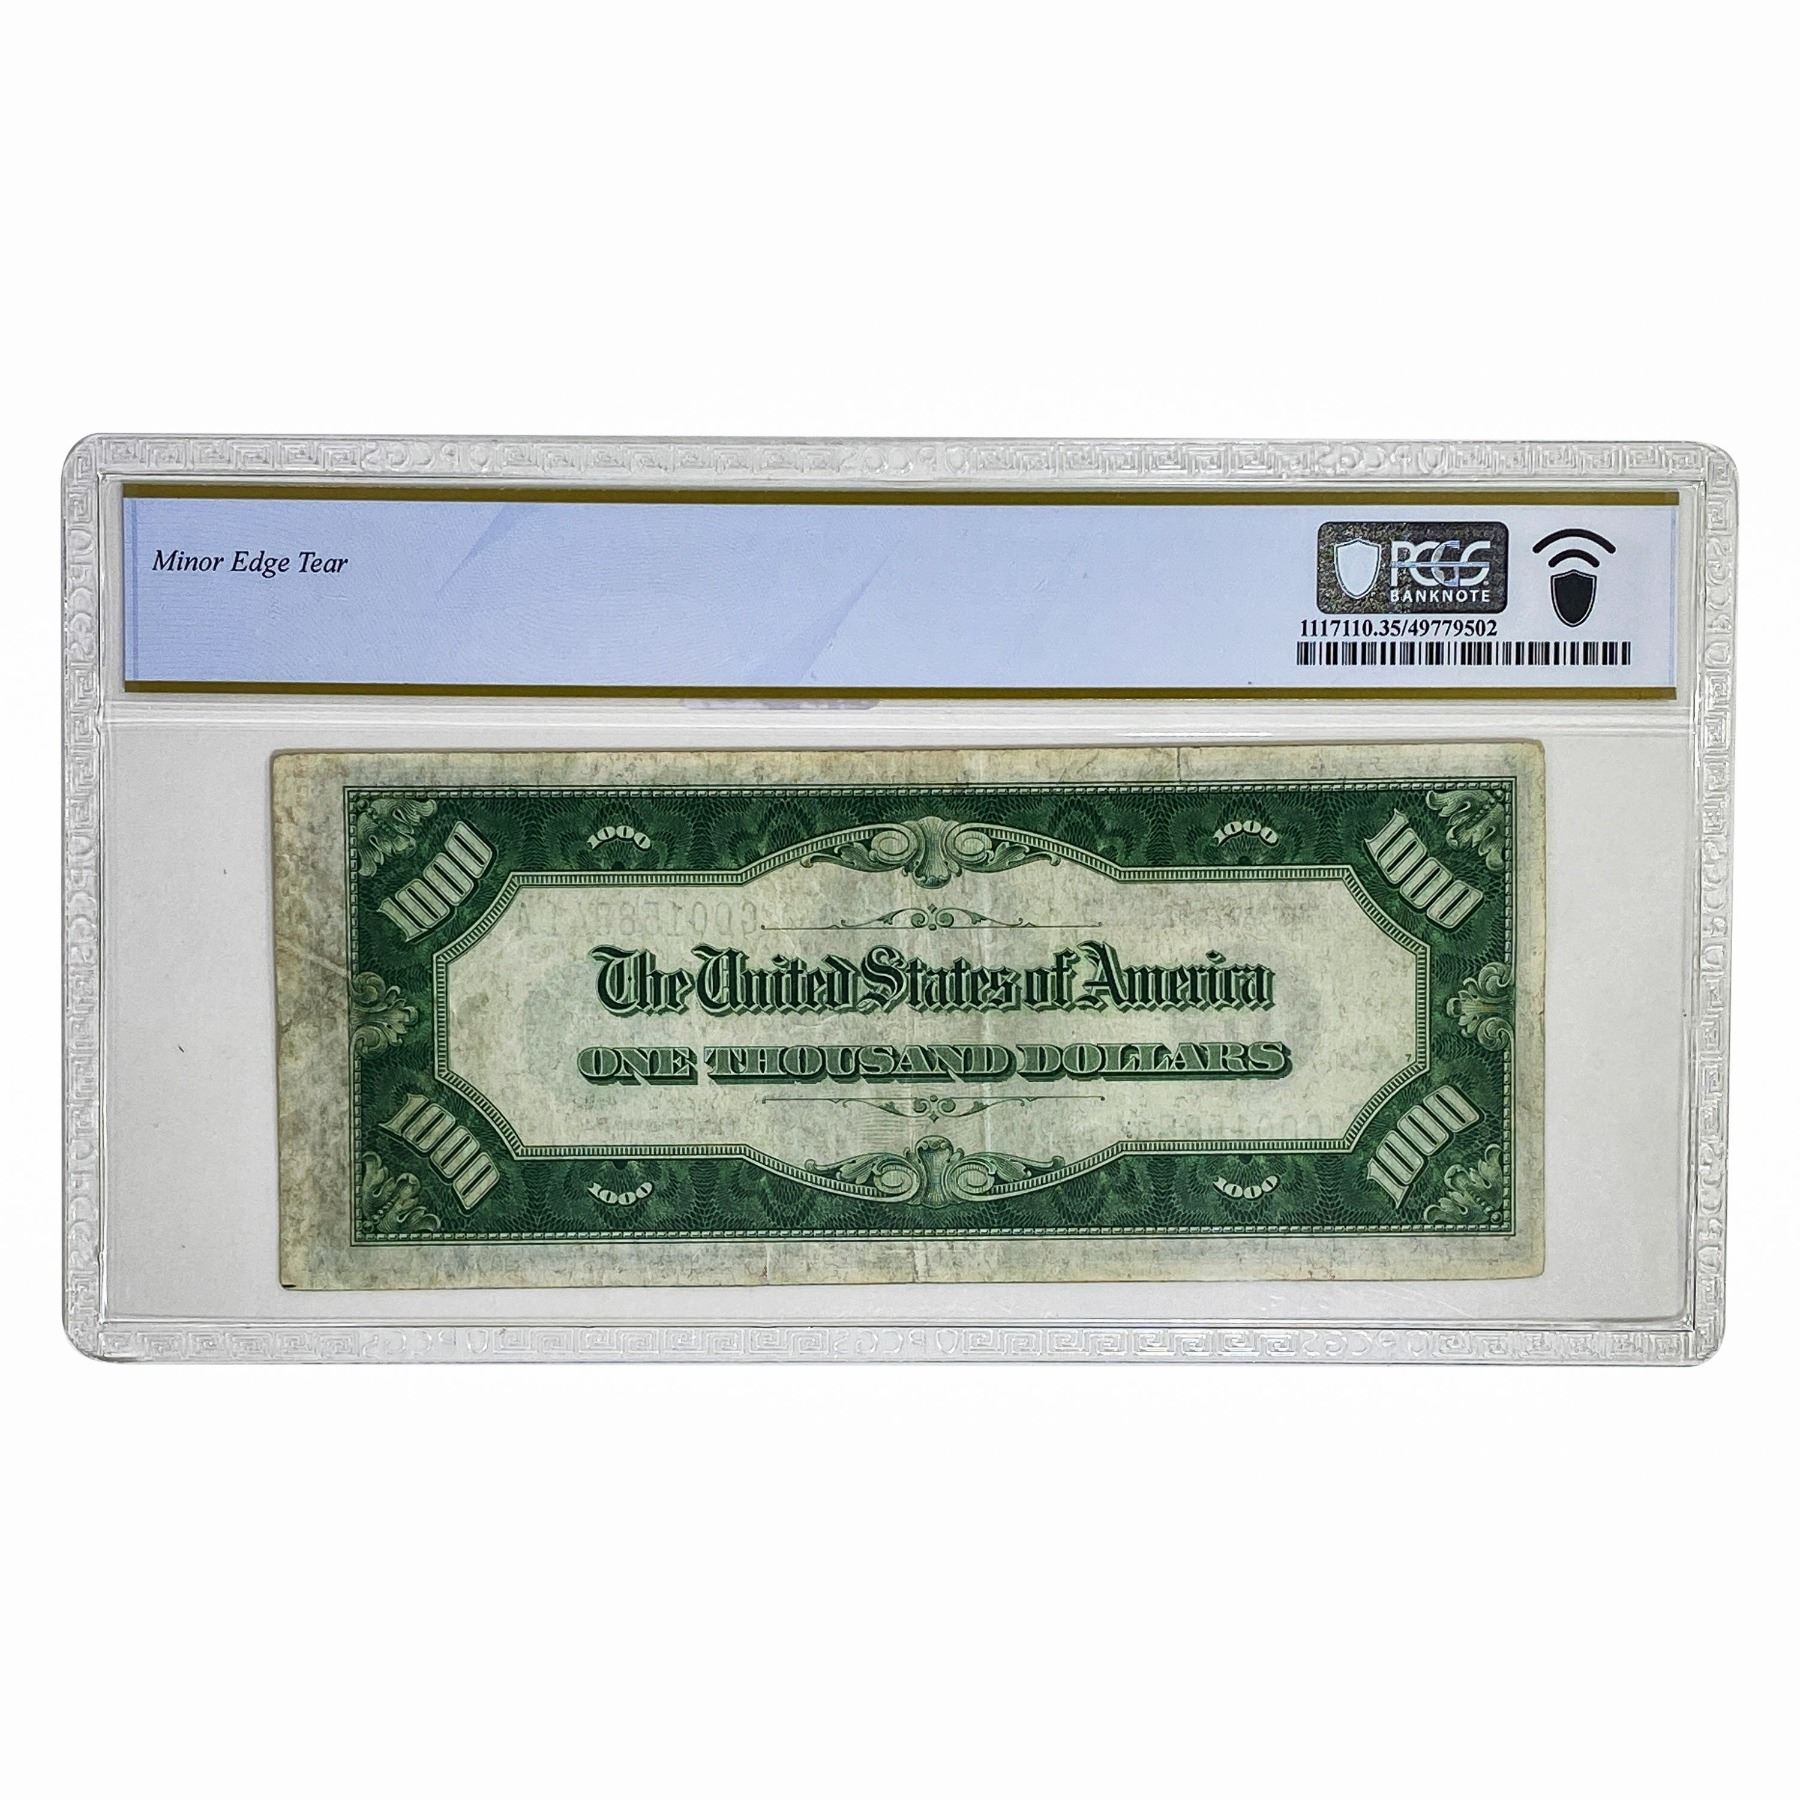 Minor Edge Tear
PCGS
BANKNOTE
1117110.35/49779502
1000 1000 1000 1000
The United States of America
ONE THOUSAND DOLLARS
7
1000 1000 1000 1000